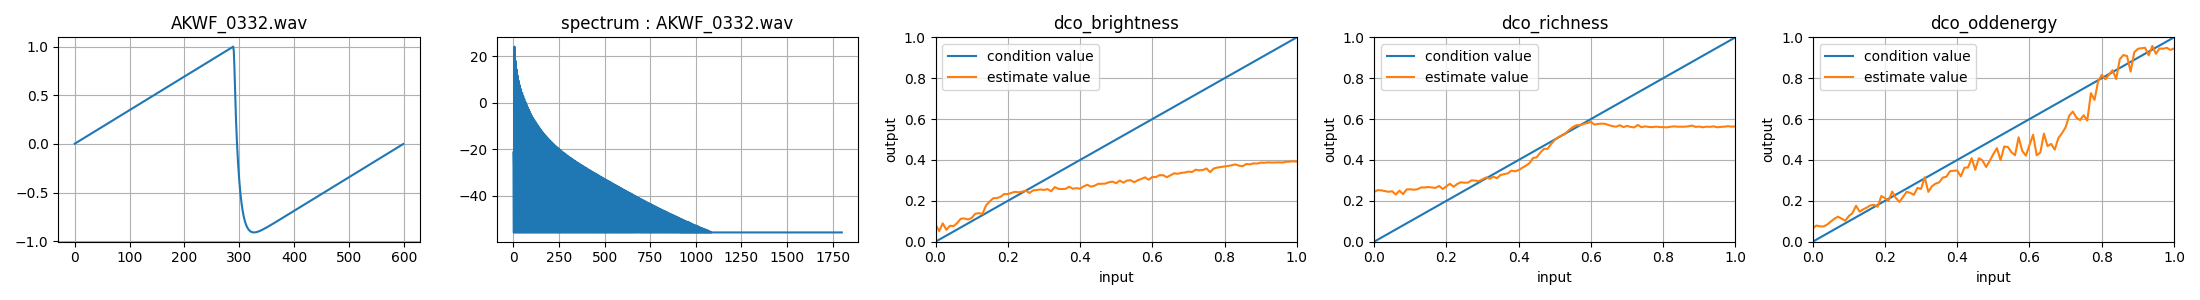 AKWF_0332.wav
1.0
0.5
0.0
−0.5
−1.0
0 100 200 300 400 500 600
spectrum : AKWF_0332.wav
20
0
−20
−40
0 250 500 750 1000 1250 1500 1750
dco_brightness
condition value
estimate value
output
1.0
0.8
0.6
0.4
0.2
0.0
0.0 0.2 0.4 0.6 0.8 1.0
input
dco_richness
condition value
estimate value
output
1.0
0.8
0.6
0.4
0.2
0.0
0.0 0.2 0.4 0.6 0.8 1.0
input
dco_oddenergy
condition value
estimate value
output
1.0
0.8
0.6
0.4
0.2
0.0
0.0 0.2 0.4 0.6 0.8 1.0
input